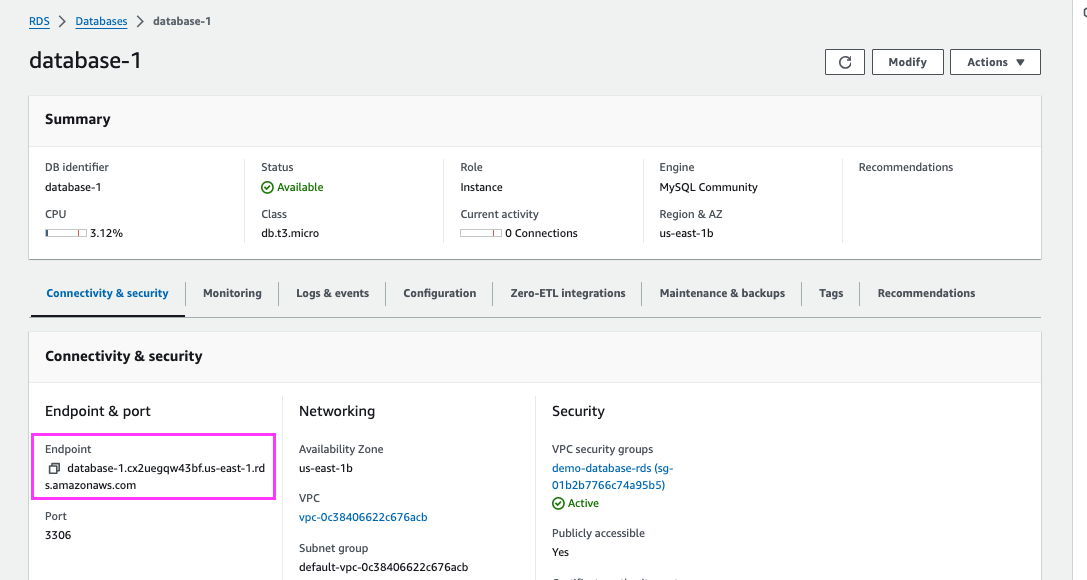 RDS > Databases > database-1
database-1
Modify
Actions
Summary
DB identifier
database-1
CPU
3.12%
Status
Available
Class
db.t3.micro
Role
Instance
Current activity
0 Connections
Engine
MySQL Community
Region & AZ
us-east-1b
Recommendations
Connectivity & security
Monitoring
Logs & events
Configuration
Zero-ETL integrations
Maintenance & backups
Tags
Recommendations
Connectivity & security
Endpoint & port
Endpoint
database-1.cx2uegqw43bf.us-east-1.rd
s.amazonaws.com
Port
3306
Networking
Availability Zone
us-east-1b
VPC
vpc-0c38406622c676acb
Subnet group
default-vpc-0c38406622c676acb
Security
VPC security groups
demo-database-rds (sg-
01b2b7766c74a95b5)
Active
Publicly accessible
Yes